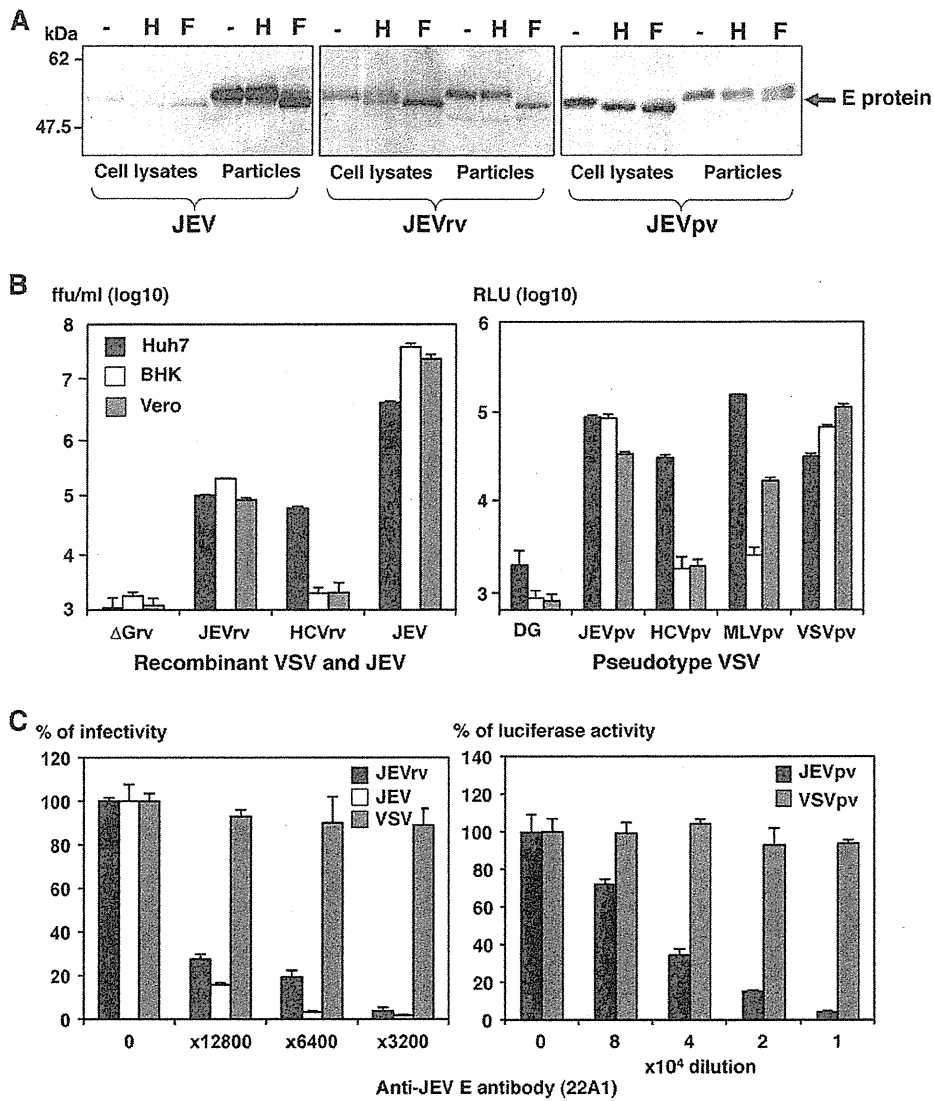 A
kDa
- H F - H F
- H F - H F
- H F - H F
62
47.5
E protein
Cell lysates Particles
Cell lysates Particles
Cell lysates Particles
JEV
JEVrv
JEVpv
B
ffu/ml (log10)
8
7
6
5
4
3
Huh7
BHK
Vero
ΔGrv JEVrv HCVrv JEV
Recombinant VSV and JEV
RLU (log10)
6
5
4
3
DG JEVpv HCVpv MLVpv VSVpv
Pseudotype VSV
C
% of infectivity
120
100
80
60
40
20
0
JEVrv
JEV
VSV
0 x12800 x6400 x3200
% of luciferase activity
140
120
100
80
60
40
20
0
JEVpv
VSVpv
0 8 4 2 1
x10⁴ dilution
Anti-JEV E antibody (22A1)